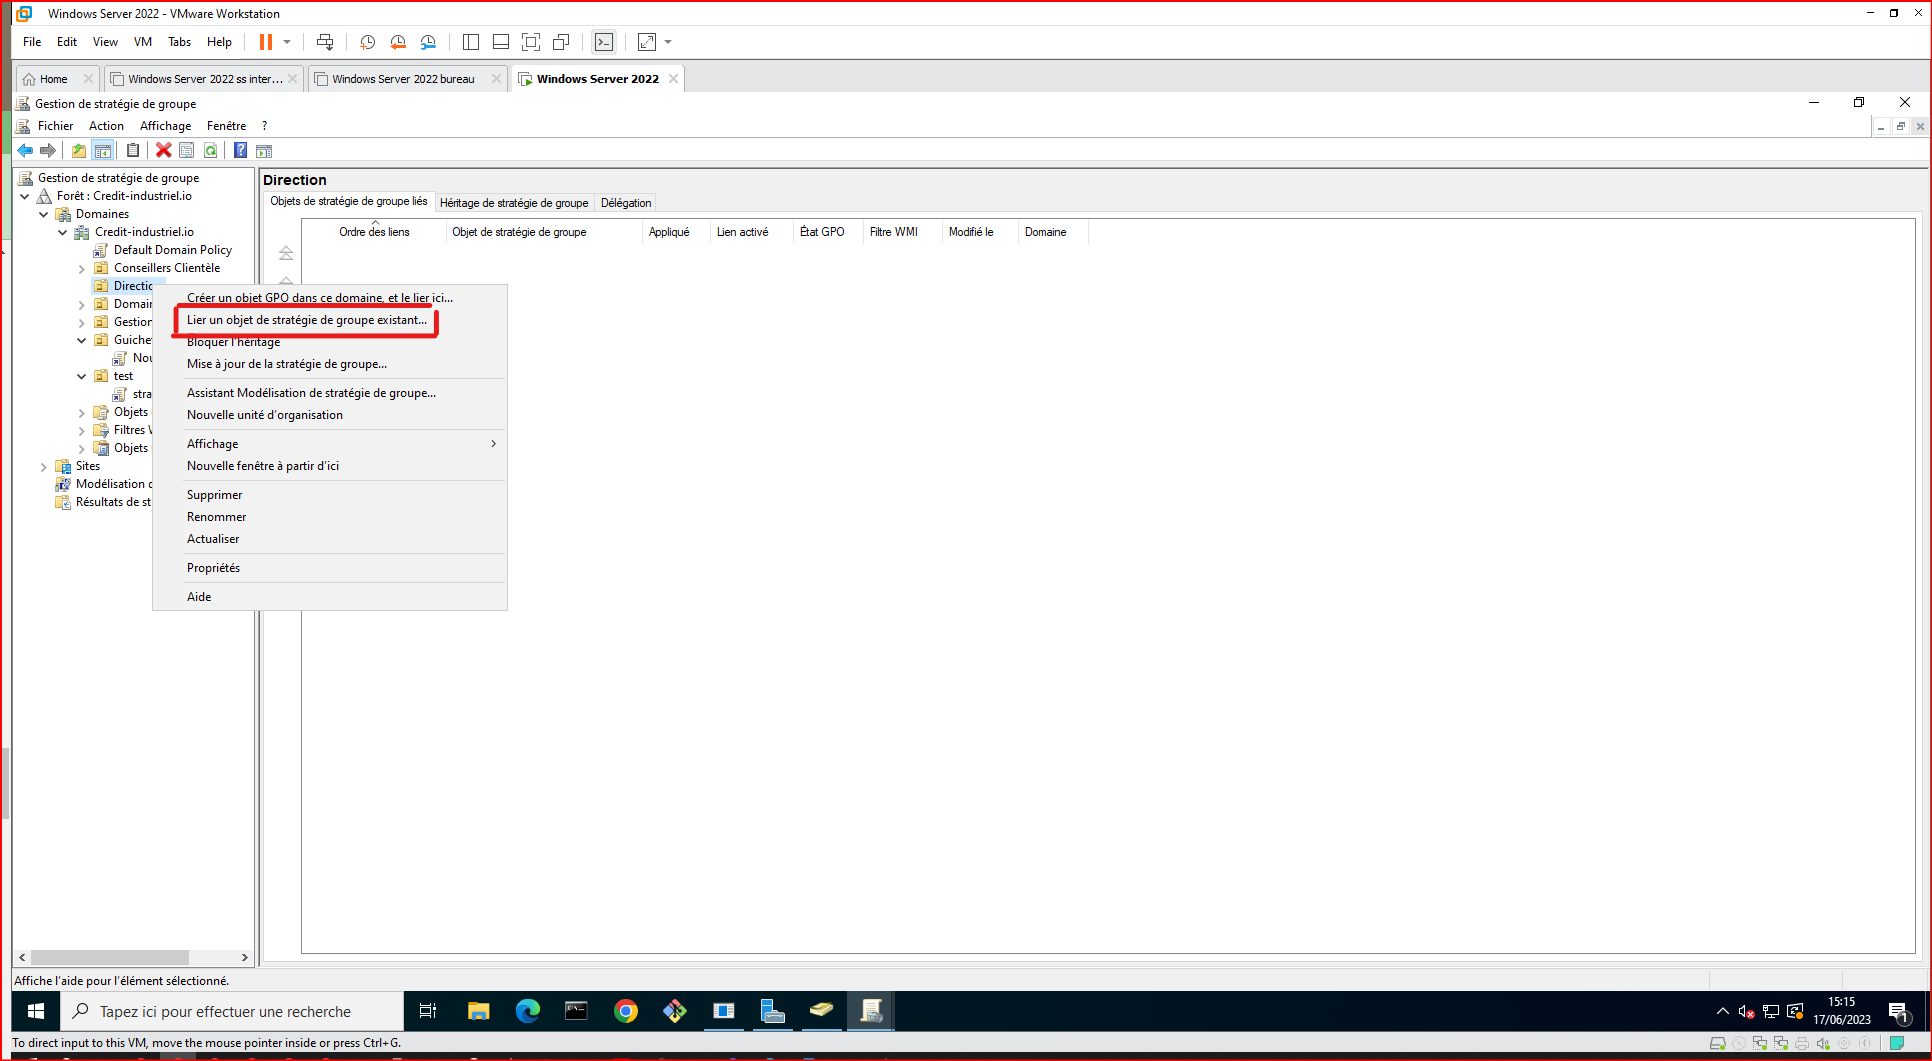 Windows Server 2022 - VMware Workstation
File Edit View VM Tabs Help
Home
Windows Server 2022 ss inter...
Windows Server 2022 bureau
Windows Server 2022
Gestion de stratégie de groupe
Fichier Action Affichage Fenêtre ?
Gestion de stratégie de groupe
Forêt : Credit-industriel.io
Domaines
Credit-industriel.io
Default Domain Policy
Conseillers Clientèle
Directio
Domain
Gestion
Guiche
Nou
test
stra
Objets
Filtres
Objets
Sites
Modélisation
Résultats de st
Direction
Objets de stratégie de groupe liés
Héritage de stratégie de groupe
Délégation
Ordre des liens
Objet de stratégie de groupe
Appliqué
Lien activé
État GPO
Filtre WMI
Modifié le
Domaine
Créer un objet GPO dans ce domaine, et le lier ici...
Lier un objet de stratégie de groupe existant...
Bloquer l'héritage
Mise à jour de la stratégie de groupe...
Assistant Modélisation de stratégie de groupe...
Nouvelle unité d'organisation
Affichage
Nouvelle fenêtre à partir d'ici
Supprimer
Renommer
Actualiser
Propriétés
Aide
Affiche l'aide pour l'élément sélectionné.
Tapez ici pour effectuer une recherche
15:15
17/06/2023
1
To direct input to this VM, move the mouse pointer inside or press Ctrl+G.